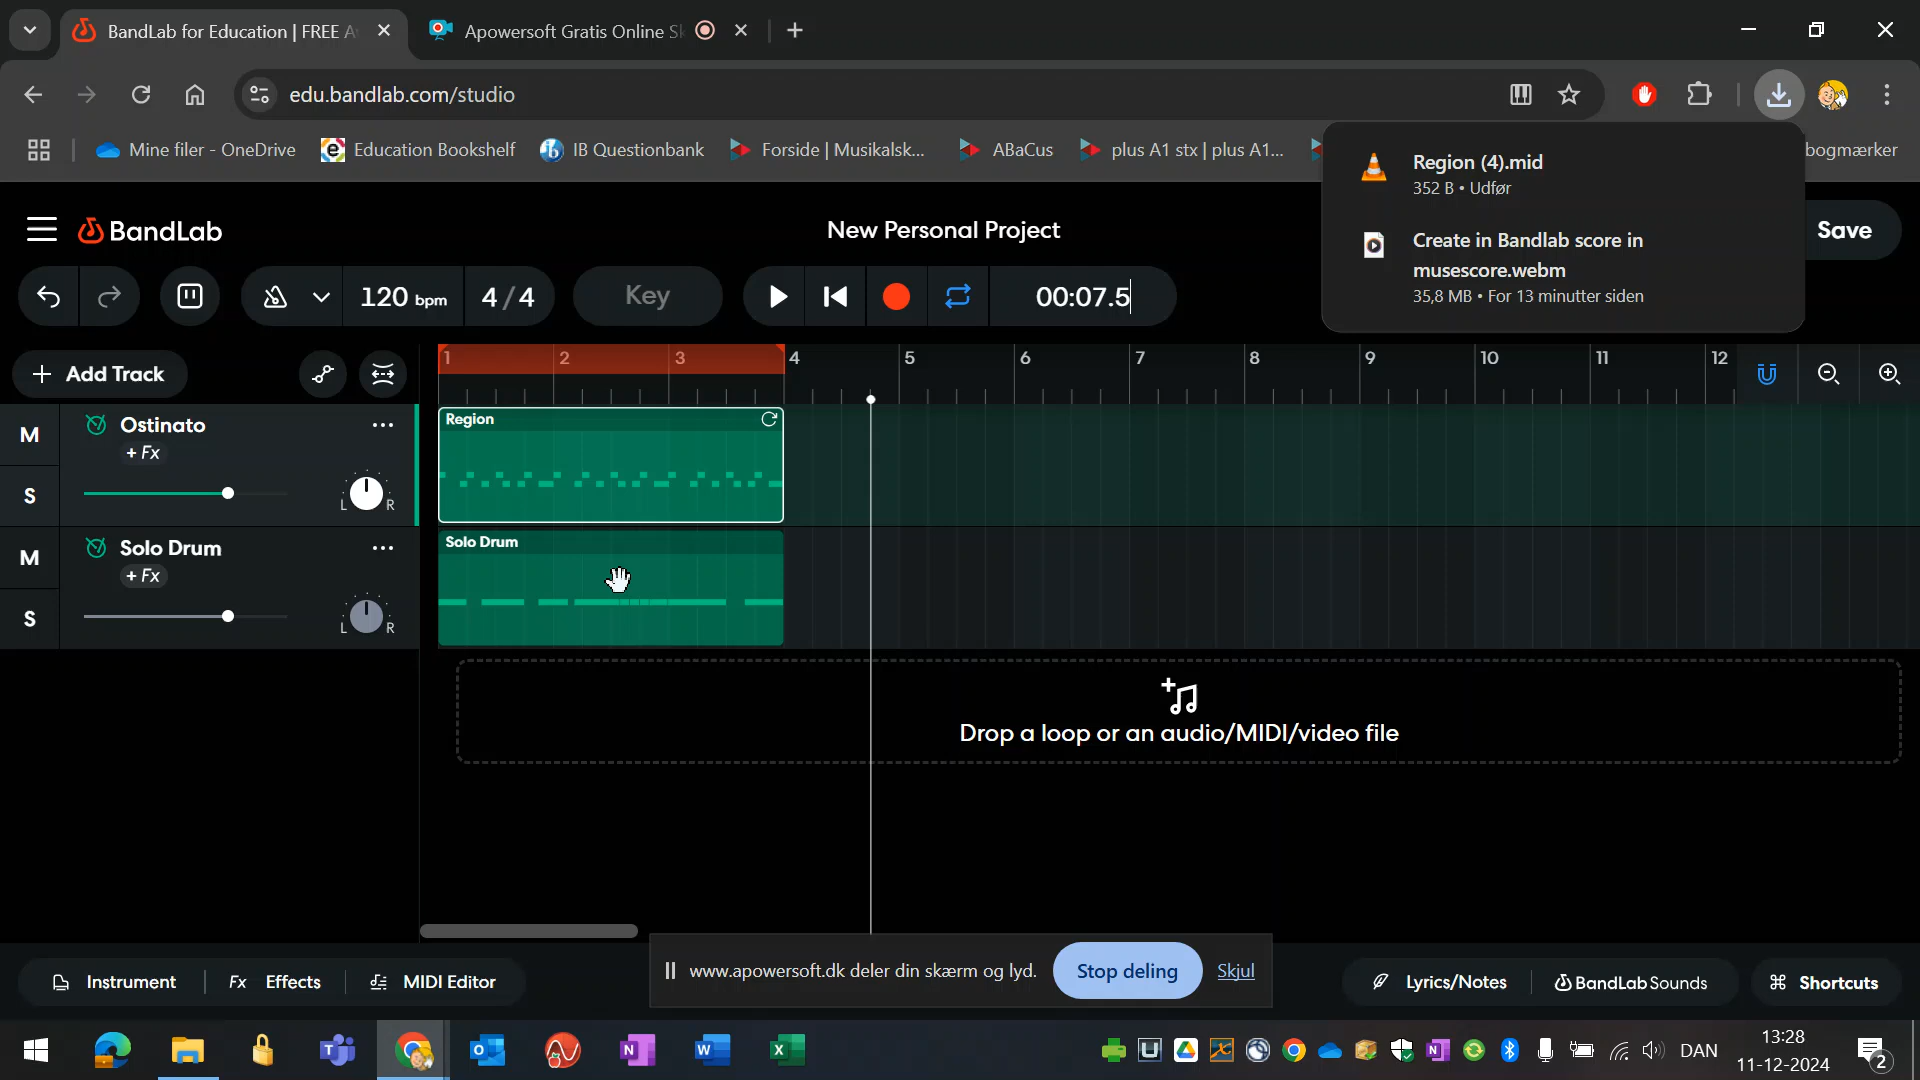 BandLab for Education | FREE A
Apowersoft Gratis Online S
edu.bandlab.com/studio
Mine filer - OneDrive
Education Bookshelf
IB Questionbank
Forside | Musikalsk...
ABaCus
plus A1 stx | plus A1...
bogmærker
Region (4).mid
352 B • Udfør
Create in Bandlab score in
musescore.webm
35,8 MB • For 13 minutter siden
BandLab
New Personal Project
Save
120 bpm
4/4
Key
00:07.5
+ Add Track
1 2 3 4 5 6 7 8 9 10 11 12
M
Ostinato
+ Fx
S
L R
Region
M
Solo Drum
+ Fx
S
L R
Solo Drum
Drop a loop or an audio/MIDI/video file
Instrument
Fx Effects
MIDI Editor
www.apowersoft.dk deler din skærm og lyd.
Stop deling
Skjul
Lyrics/Notes
BandLab Sounds
Shortcuts
DAN
13:28
11-12-2024
2